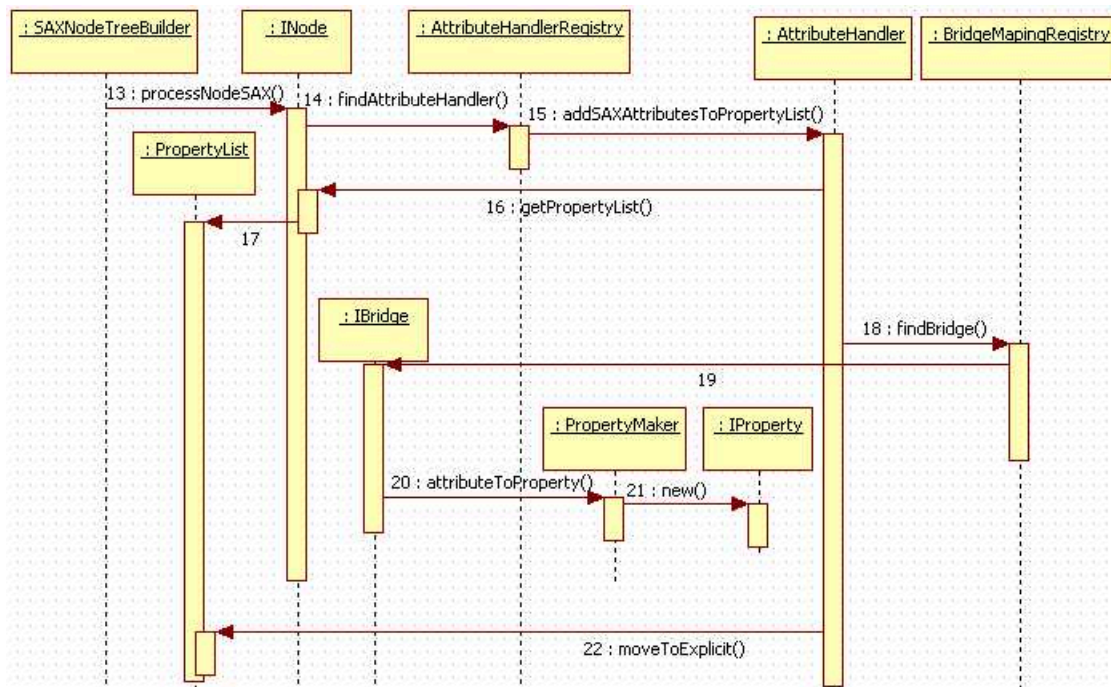 : SAXNodeTreeBuilder
: INode
: AttributeHandlerRegistry
: AttributeHandler
: BridgeMapingRegistry
13 : processNodeSAX()
14 : findAttributeHandler()
15 : addSAXAttributesToPropertyList()
: PropertyList
16 : getPropertyList()
17
: IBridge
18 : findBridge()
19
: PropertyMaker
: IProperty
20 : attributeToProperty()
21 : new()
22 : moveToExplicit()